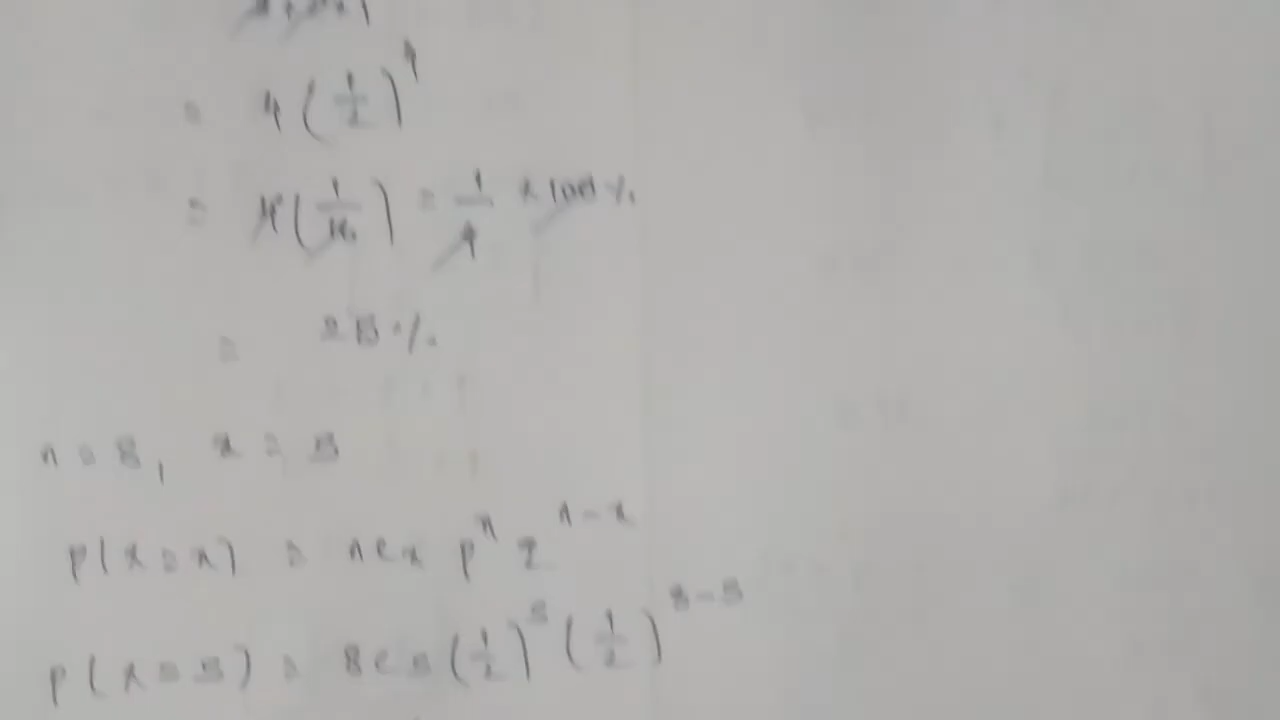 = 4(1/2)^4
= 4(1/16) = 1/4 x 100%
= 25%
n = 8, x = 5
p(x = x) = ncx p^x q^n-x
p(x = 5) = 8c5 (1/2)^5 (1/2)^8-5